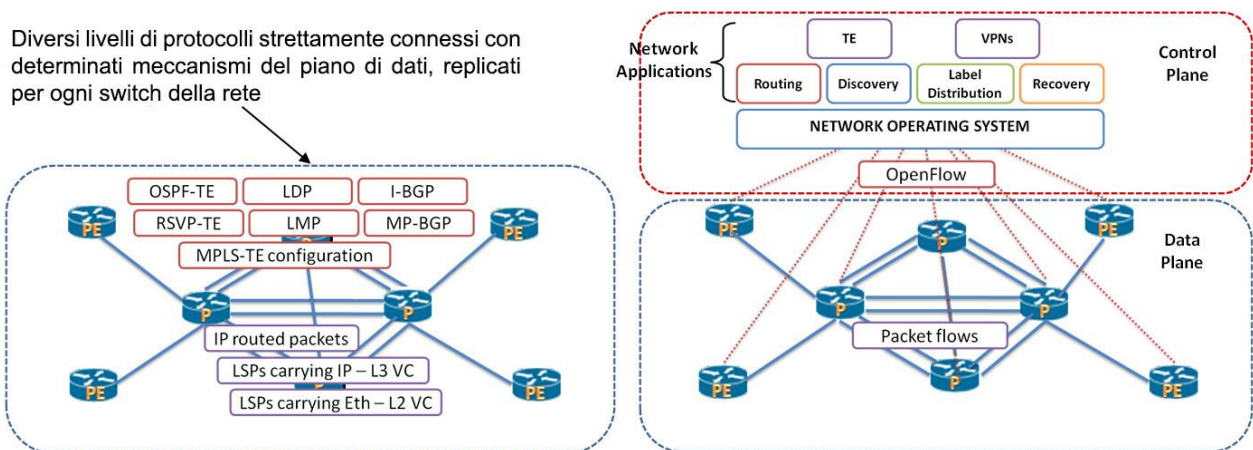 Diversi livelli di protocolli strettamente connessi con
determinati meccanismi del piano di dati, replicati
per ogni switch della rete
OSPF-TE
LDP
I-BGP
RSVP-TE
LMP
MP-BGP
MPLS-TE configuration
PE
PE
P
P
P
IP routed packets
LSPs carrying IP – L3 VC
LSPs carrying Eth – L2 VC
P
PE
PE
Network
Applications
TE
VPNs
Control
Plane
Routing
Discovery
Label
Distribution
Recovery
NETWORK OPERATING SYSTEM
OpenFlow
PE
PE
P
Data
Plane
P
P
Packet flows
PE
P
PE